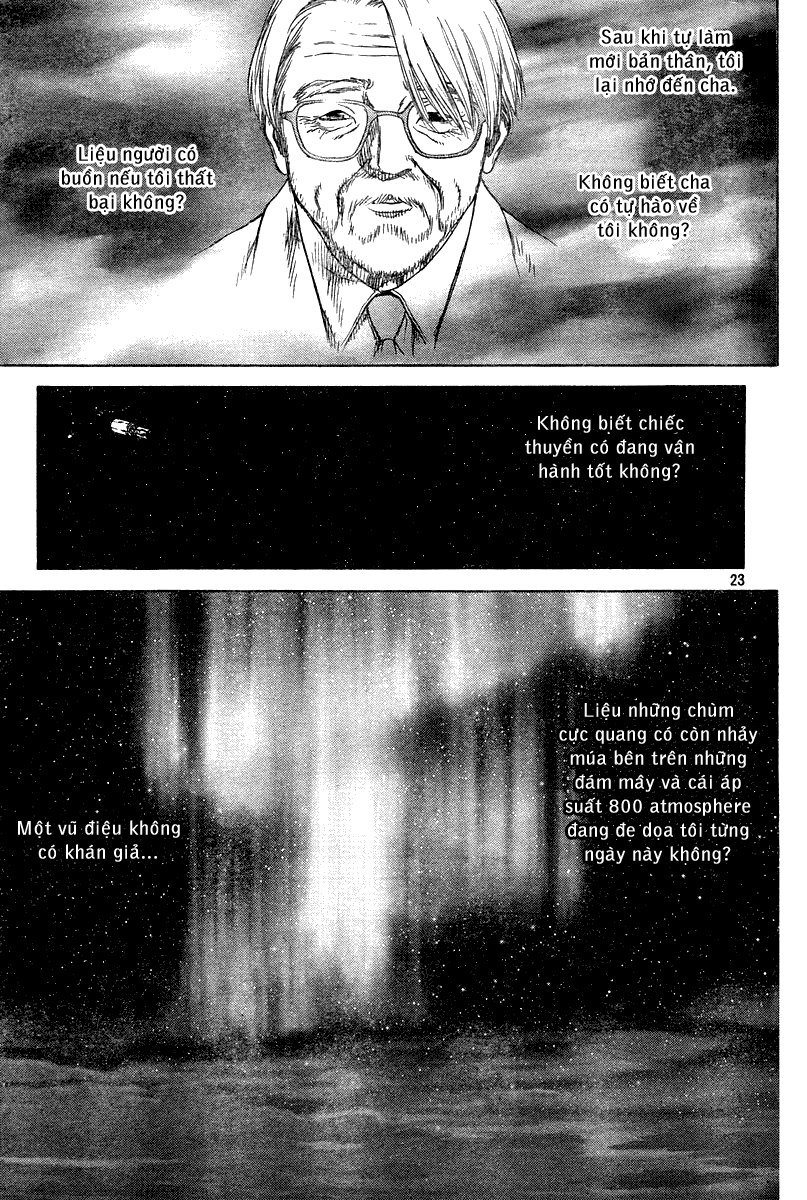 Sau khi tự làm
mới bản thân, tôi
lại nhớ đến cha.
Không biết cha
có tự hào về
tôi không?
Liệu người có
buồn nếu tôi thất
bại không?
Không biết chiếc
thuyền có đang vận
hành tốt không?
23
Liệu những chùm
cực quang có còn nhảy
múa bên trên những
đám mây và cái áp
suất 800 atmosphere
đang đe dọa tôi từng
ngày này không?
Một vũ điệu không
có khán giả...